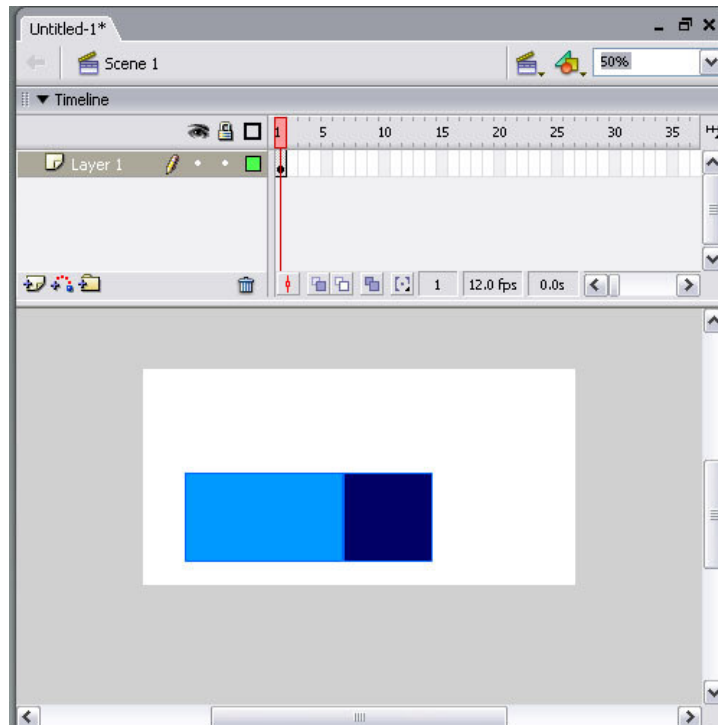 Untitled-1*
Scene 1
50%
Timeline
1 5 10 15 20 25 30 35
Layer 1
1 12.0 fps 0.0s